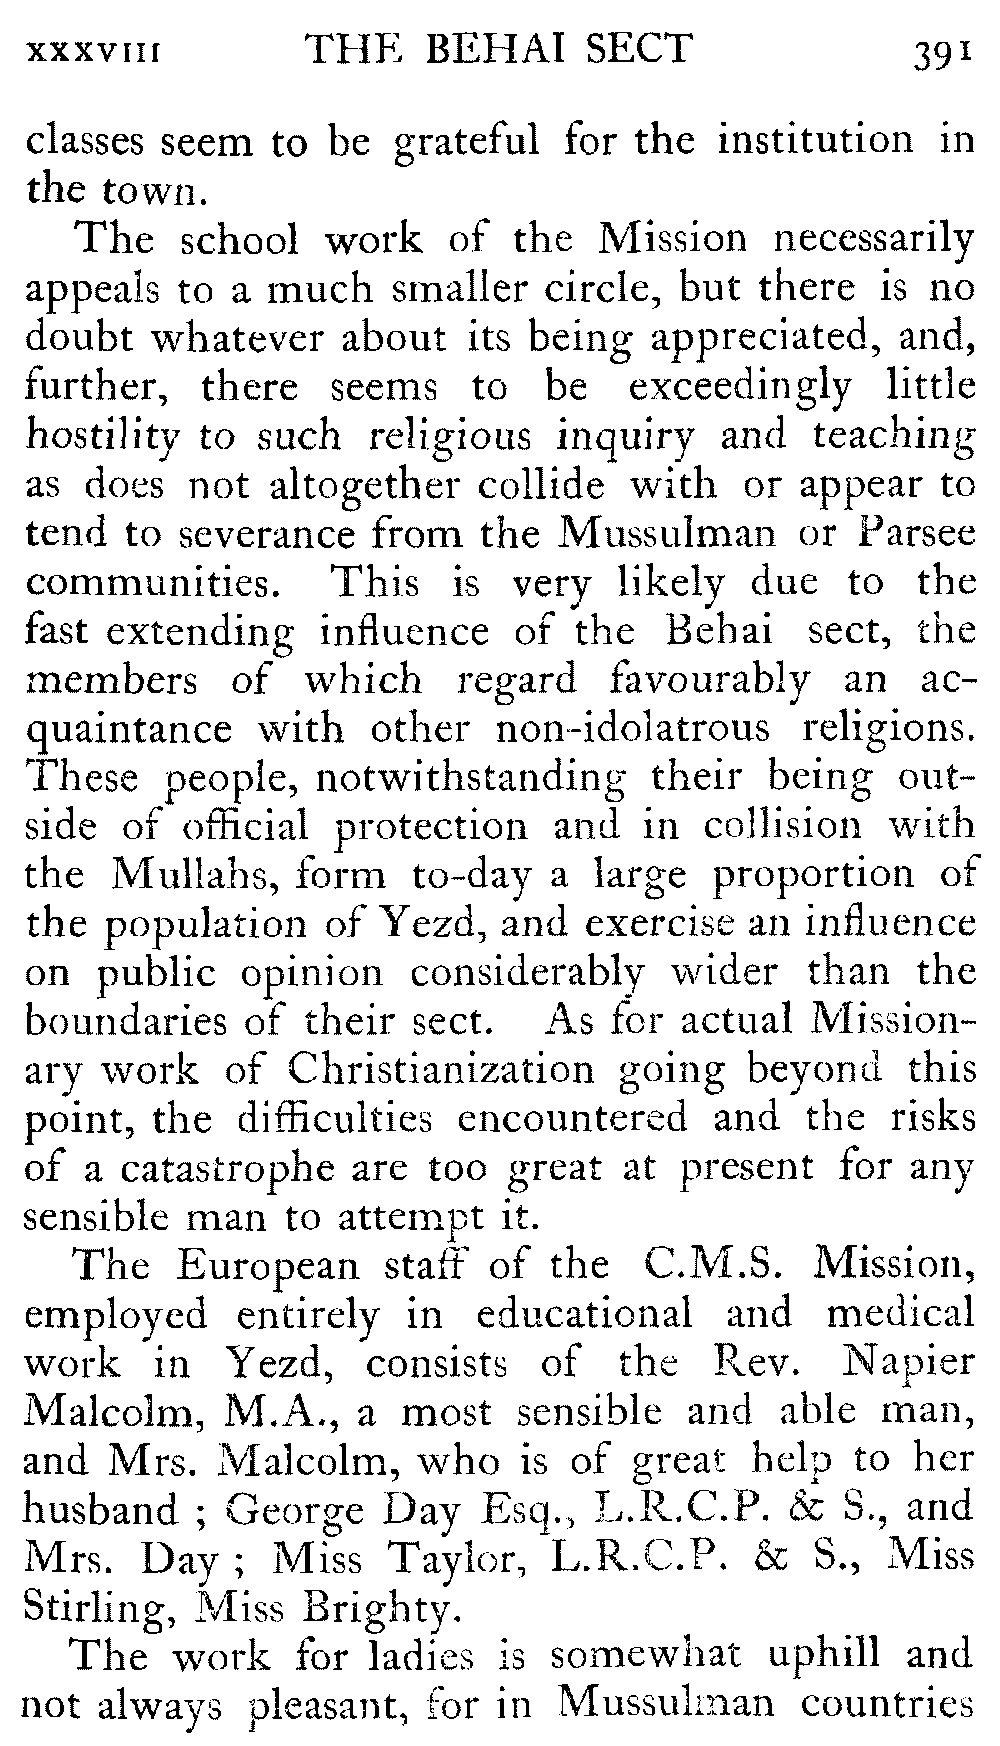 XXXVIII THE BEHAI SECT 391
classes seem to be grateful for the institution in
the town.
The school work of the Mission necessarily
appeals to a much smaller circle, but there is no
doubt whatever about its being appreciated, and,
further, there seems to be exceedingly little
hostility to such religious inquiry and teaching
as does not altogether collide with or appear to
tend to severance from the Mussulman or Parsee
communities. This is very likely due to the
fast extending influence of the Behai sect, the
members of which regard favourably an ac-
quaintance with other non-idolatrous religions.
These people, notwithstanding their being out-
side of official protection and in collision with
the Mullahs, form to-day a large proportion of
the population of Yezd, and exercise an influence
on public opinion considerably wider than the
boundaries of their sect. As for actual Mission-
ary work of Christianization going beyond this
point, the difficulties encountered and the risks
of a catastrophe are too great at present for any
sensible man to attempt it.
The European staff of the C.M.S. Mission,
employed entirely in educational and medical
work in Yezd, consists of the Rev. Napier
Malcolm, M.A., a most sensible and able man,
and Mrs. Malcolm, who is of great help to her
husband ; George Day Esq., L.R.C.P. & S., and
Mrs. Day ; Miss Taylor, L.R.C.P. & S., Miss
Stirling, Miss Brighty.
The work for ladies is somewhat uphill and
not always pleasant, for in Mussulman countries